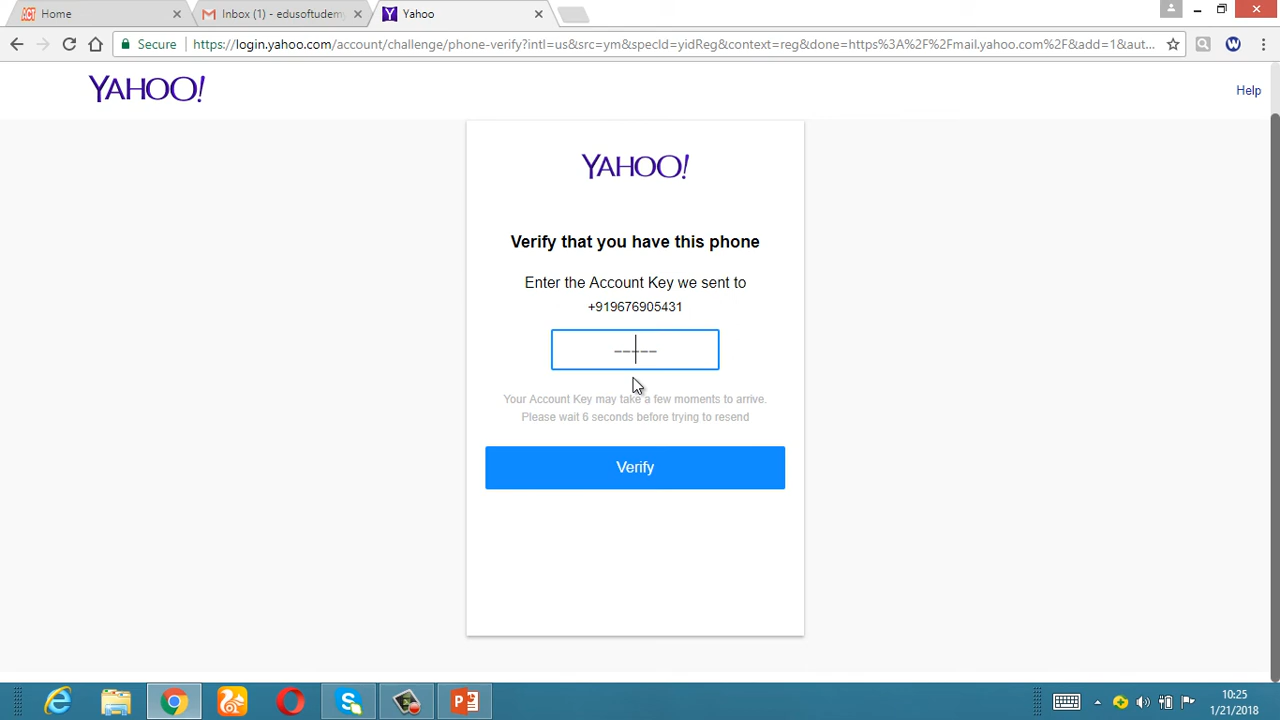 Home
Inbox (1) - edusoftudem
Yahoo
Secure
https://login.yahoo.com/account/challenge/phone-verify?intl=us&src=ym&specId=yidReg&context=reg&done=https%3A%2F%2Fmail.yahoo.com%2F&add=1&aut...
YAHOO!
Help
YAHOO!
Verify that you have this phone
Enter the Account Key we sent to
+919676905431
Your Account Key may take a few moments to arrive.
Please wait 6 seconds before trying to resend
Verify
10:25
1/21/2018